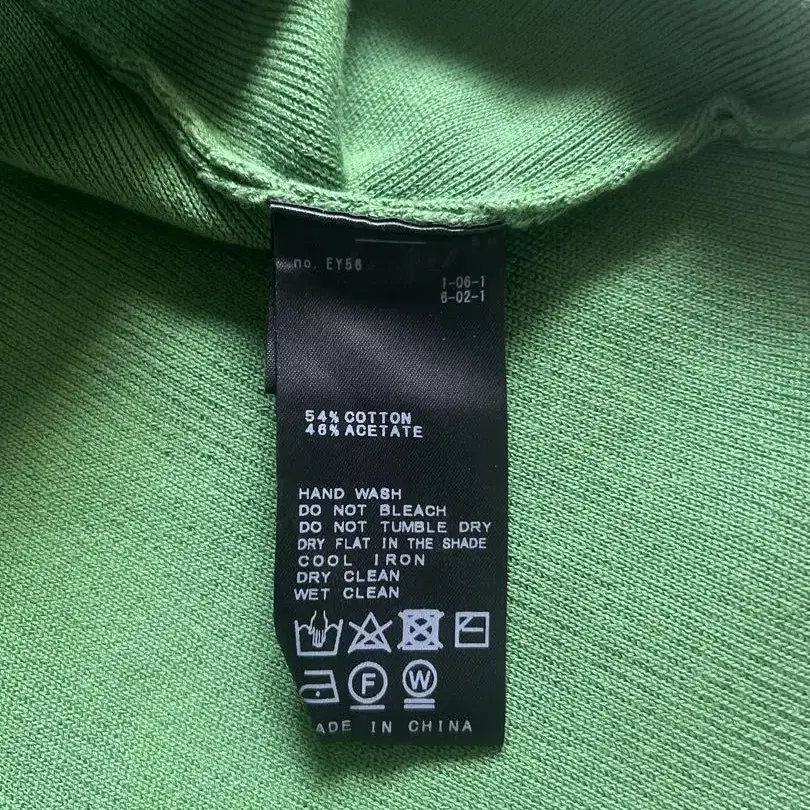 no. EY56
1-06-1
6-02-1
54% COTTON
46% ACETATE
HAND WASH
DO NOT BLEACH
DO NOT TUMBLE DRY
DRY FLAT IN THE SHADE
COOL IRON
DRY CLEAN
WET CLEAN
F W
ADE IN CHINA